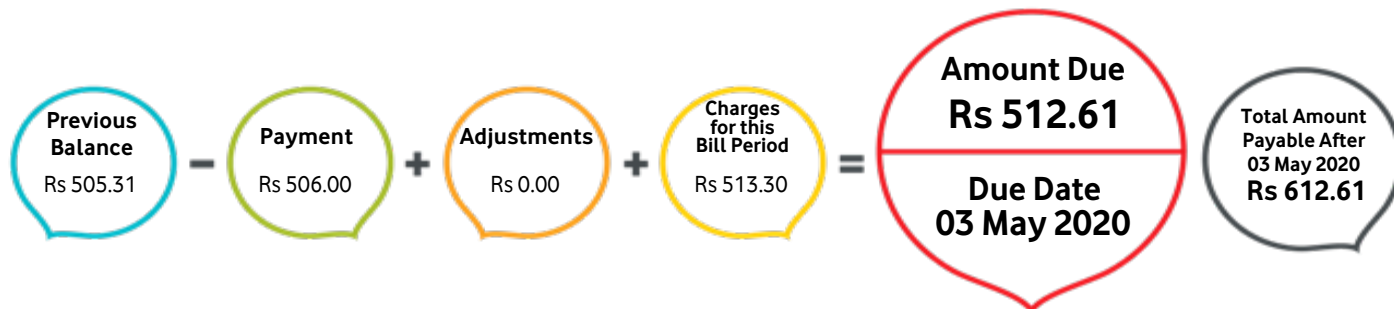 Previous
Balance
Rs 505.31
-
Payment
Rs 506.00
+
Adjustments
Rs 0.00
+
Charges
for this
Bill Period
Rs 513.30
=
Amount Due
Rs 512.61
Due Date
03 May 2020
Total Amount
Payable After
03 May 2020
Rs 612.61